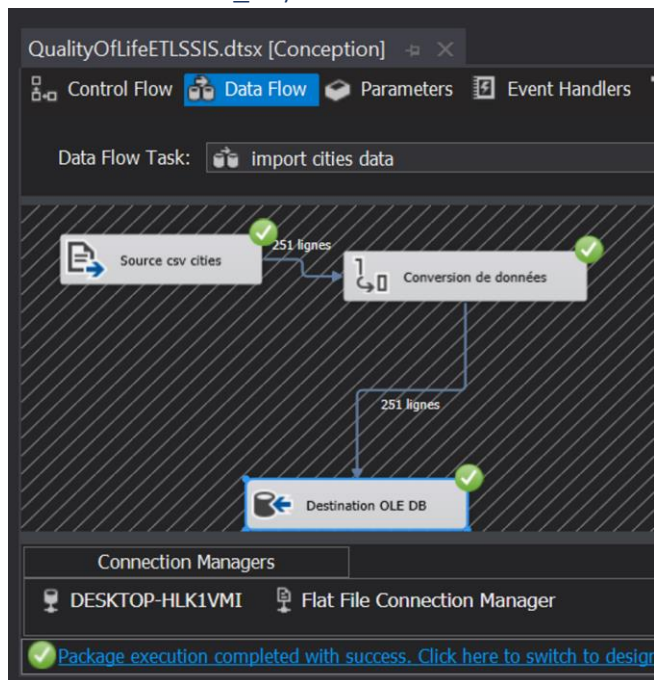 QualityOfLifeETLSSIS.dtsx [Conception]
Control Flow Data Flow Parameters Event Handlers
Data Flow Task: import cities data
Source csv cities
251 lignes
Conversion de données
251 lignes
Destination OLE DB
Connection Managers
DESKTOP-HLK1VMI Flat File Connection Manager
Package execution completed with success. Click here to switch to design